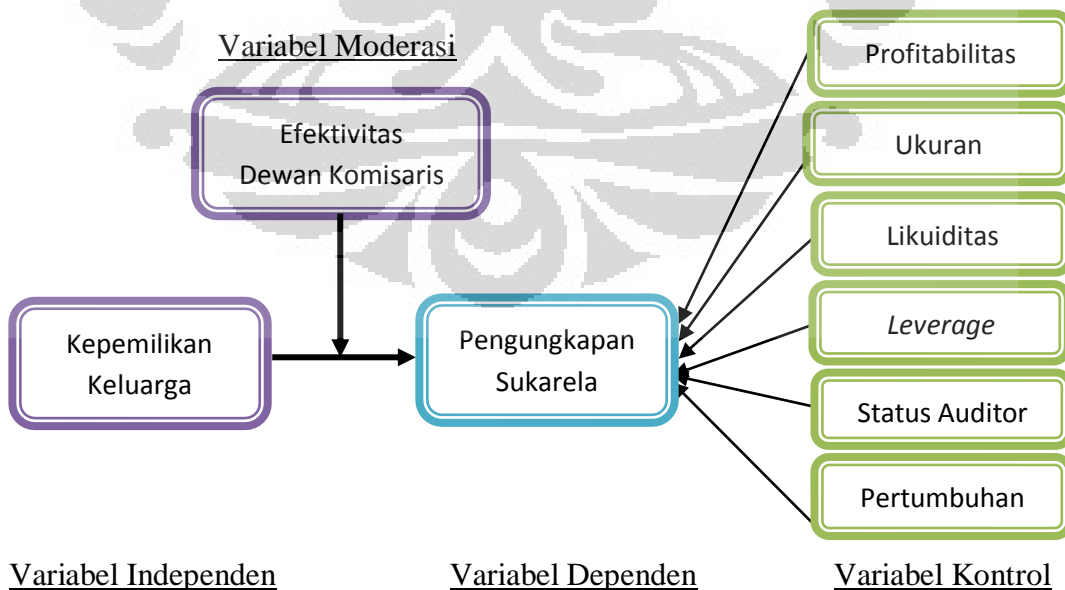 Variabel Moderasi
Efektivitas
Dewan Komisaris
Kepemilikan
Keluarga
Pengungkapan
Sukarela
Profitabilitas
Ukuran
Likuiditas
Leverage
Status Auditor
Pertumbuhan
Variabel Independen
Variabel Dependen
Variabel Kontrol